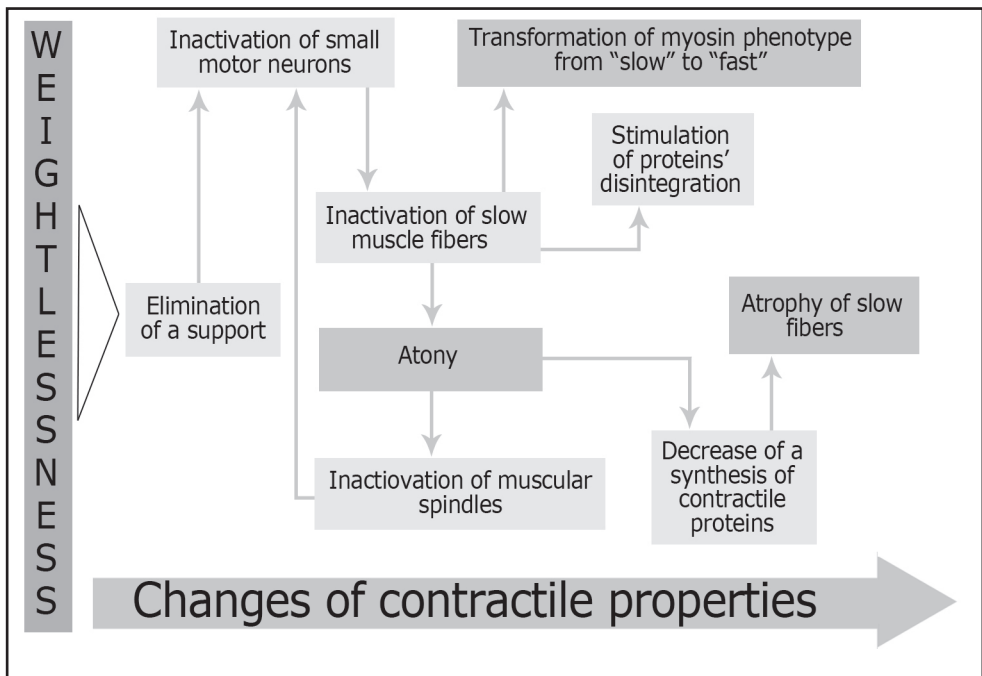 WEIGHTLESSNESS
Inactivation of small
motor neurons
Transformation of myosin phenotype
from “slow” to “fast”
Stimulation
of proteins’
disintegration
Inactivation of slow
muscle fibers
Elimination
of a support
Atrophy of slow
fibers
Atony
Decrease of a
synthesis of
contractile
proteins
Inactiovation of muscular
spindles
Changes of contractile properties